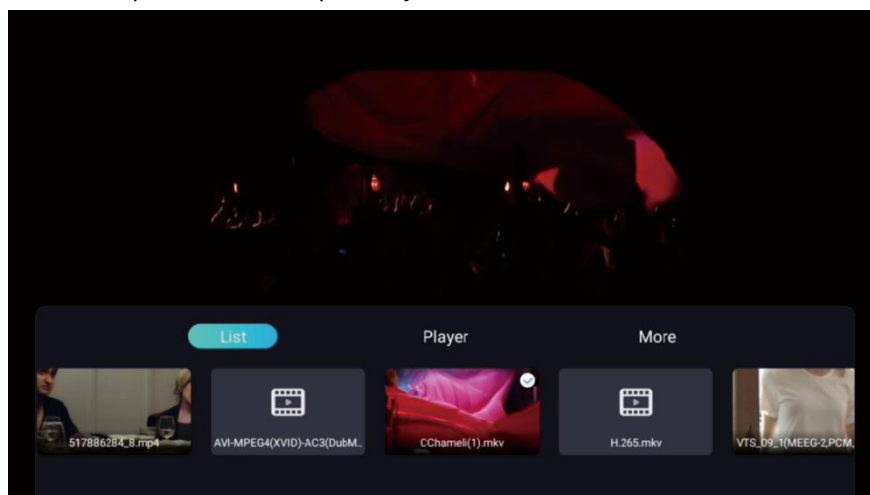 List
Player
More
517886284_8.mp4
AVI-MPEG4(XVID)-AC3(DubM..
CChameli(1).mkv
H.265.mkv
VTS_09_1(MEEG-2,PCM,